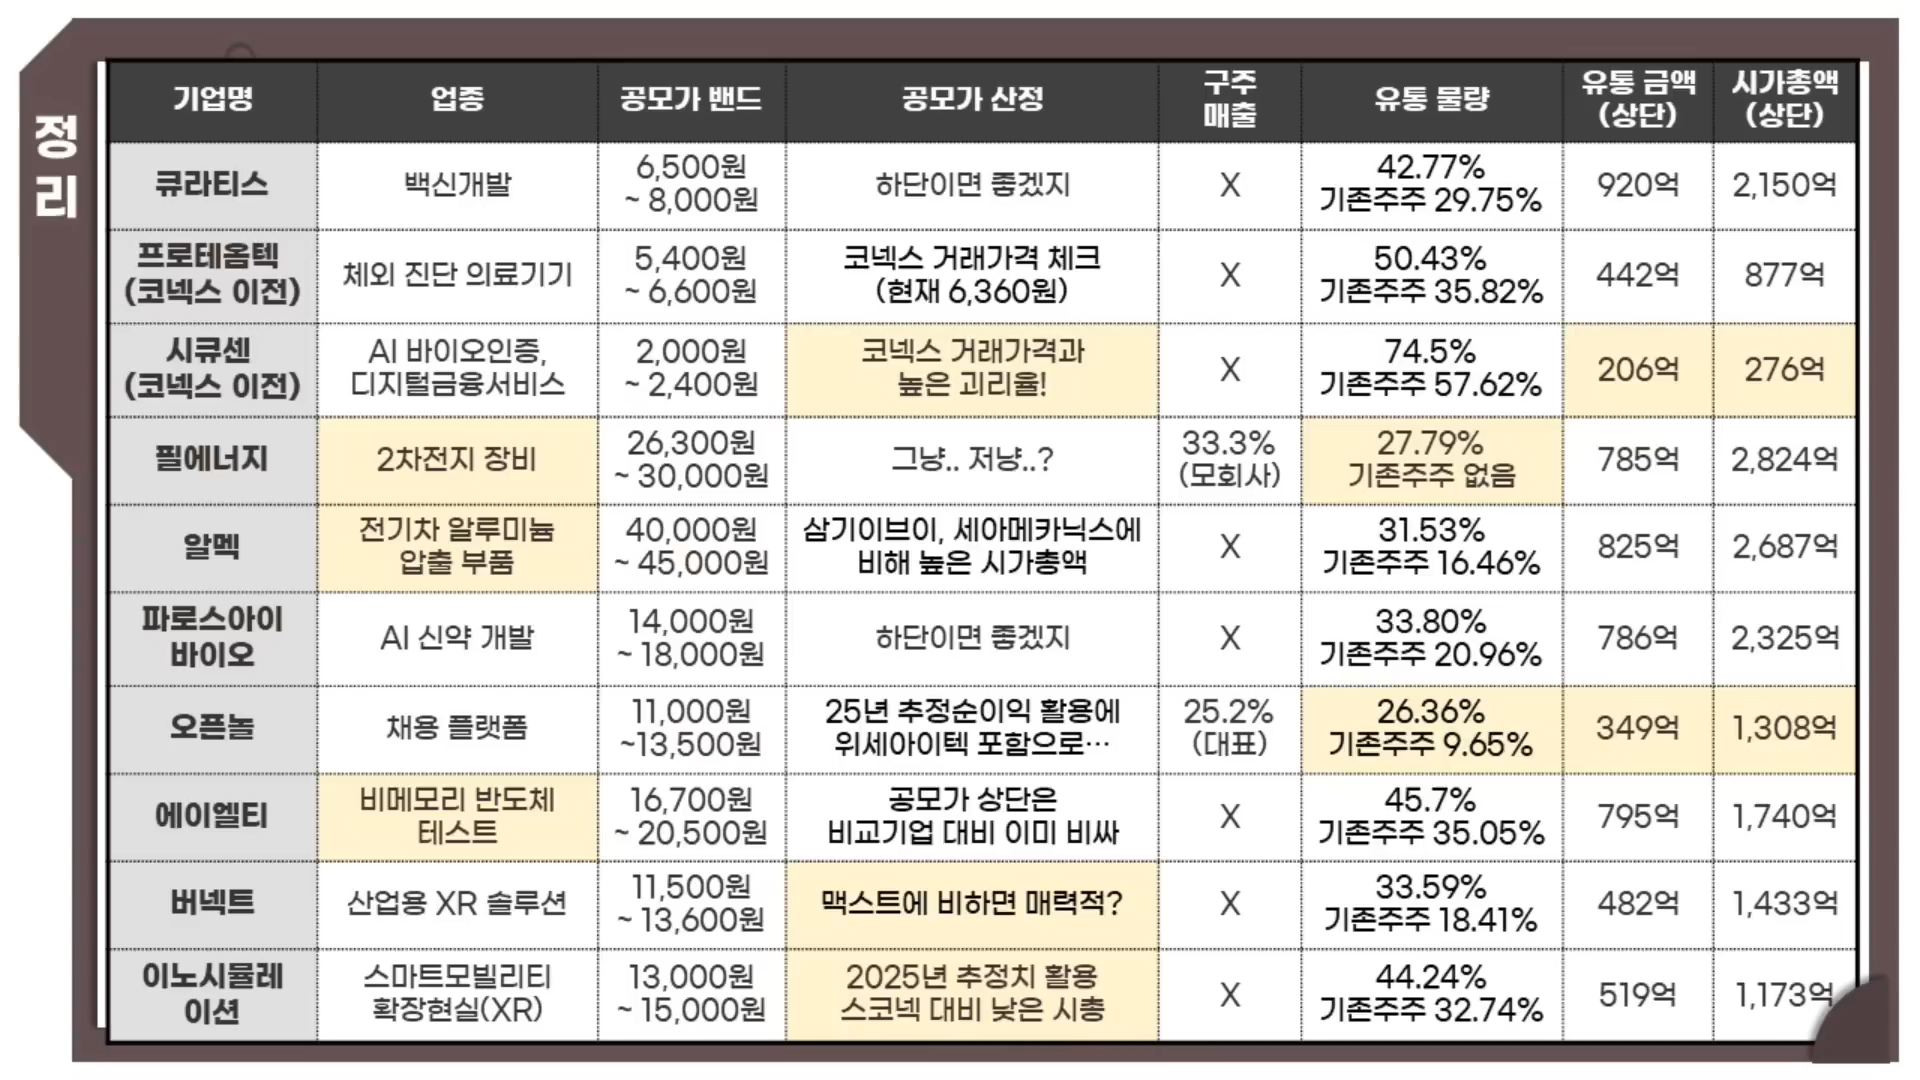 정
리
기업명
업종
공모가 밴드
공모가 산정
구주
매출
유통 물량
유통 금액
(상단)
시가총액
(상단)
큐라티스
백신개발
6,500원
~ 8,000원
하단이면 좋겠지
X
42.77%
기존주주 29.75%
920억
2,150억
프로테옴텍
(코넥스 이전)
체외 진단 의료기기
5,400원
~ 6,600원
코넥스 거래가격 체크
(현재 6,360원)
X
50.43%
기존주주 35.82%
442억
877억
시큐센
(코넥스 이전)
AI 바이오인증,
디지털금융서비스
2,000원
~ 2,400원
코넥스 거래가격과
높은 괴리율!
X
74.5%
기존주주 57.62%
206억
276억
필에너지
2차전지 장비
26,300원
~ 30,000원
그냥.. 저냥..?
33.3%
(모회사)
27.79%
기존주주 없음
785억
2,824억
알멕
전기차 알루미늄
압출 부품
40,000원
~ 45,000원
삼기이브이, 세아메카닉스에
비해 높은 시가총액
X
31.53%
기존주주 16.46%
825억
2,687억
파로스아이
바이오
AI 신약 개발
14,000원
~ 18,000원
하단이면 좋겠지
X
33.80%
기존주주 20.96%
786억
2,325억
오픈놀
채용 플랫폼
11,000원
~13,500원
25년 추정순이익 활용에
위세아이텍 포함으로…
25.2%
(대표)
26.36%
기존주주 9.65%
349억
1,308억
에이엘티
비메모리 반도체
테스트
16,700원
~ 20,500원
공모가 상단은
비교기업 대비 이미 비싸
X
45.7%
기존주주 35.05%
795억
1,740억
버넥트
산업용 XR 솔루션
11,500원
~ 13,600원
맥스트에 비하면 매력적?
X
33.59%
기존주주 18.41%
482억
1,433억
이노시뮬레
이션
스마트모빌리티
확장현실(XR)
13,000원
~ 15,000원
2025년 추정치 활용
스코넥 대비 낮은 시총
X
44.24%
기존주주 32.74%
519억
1,173억